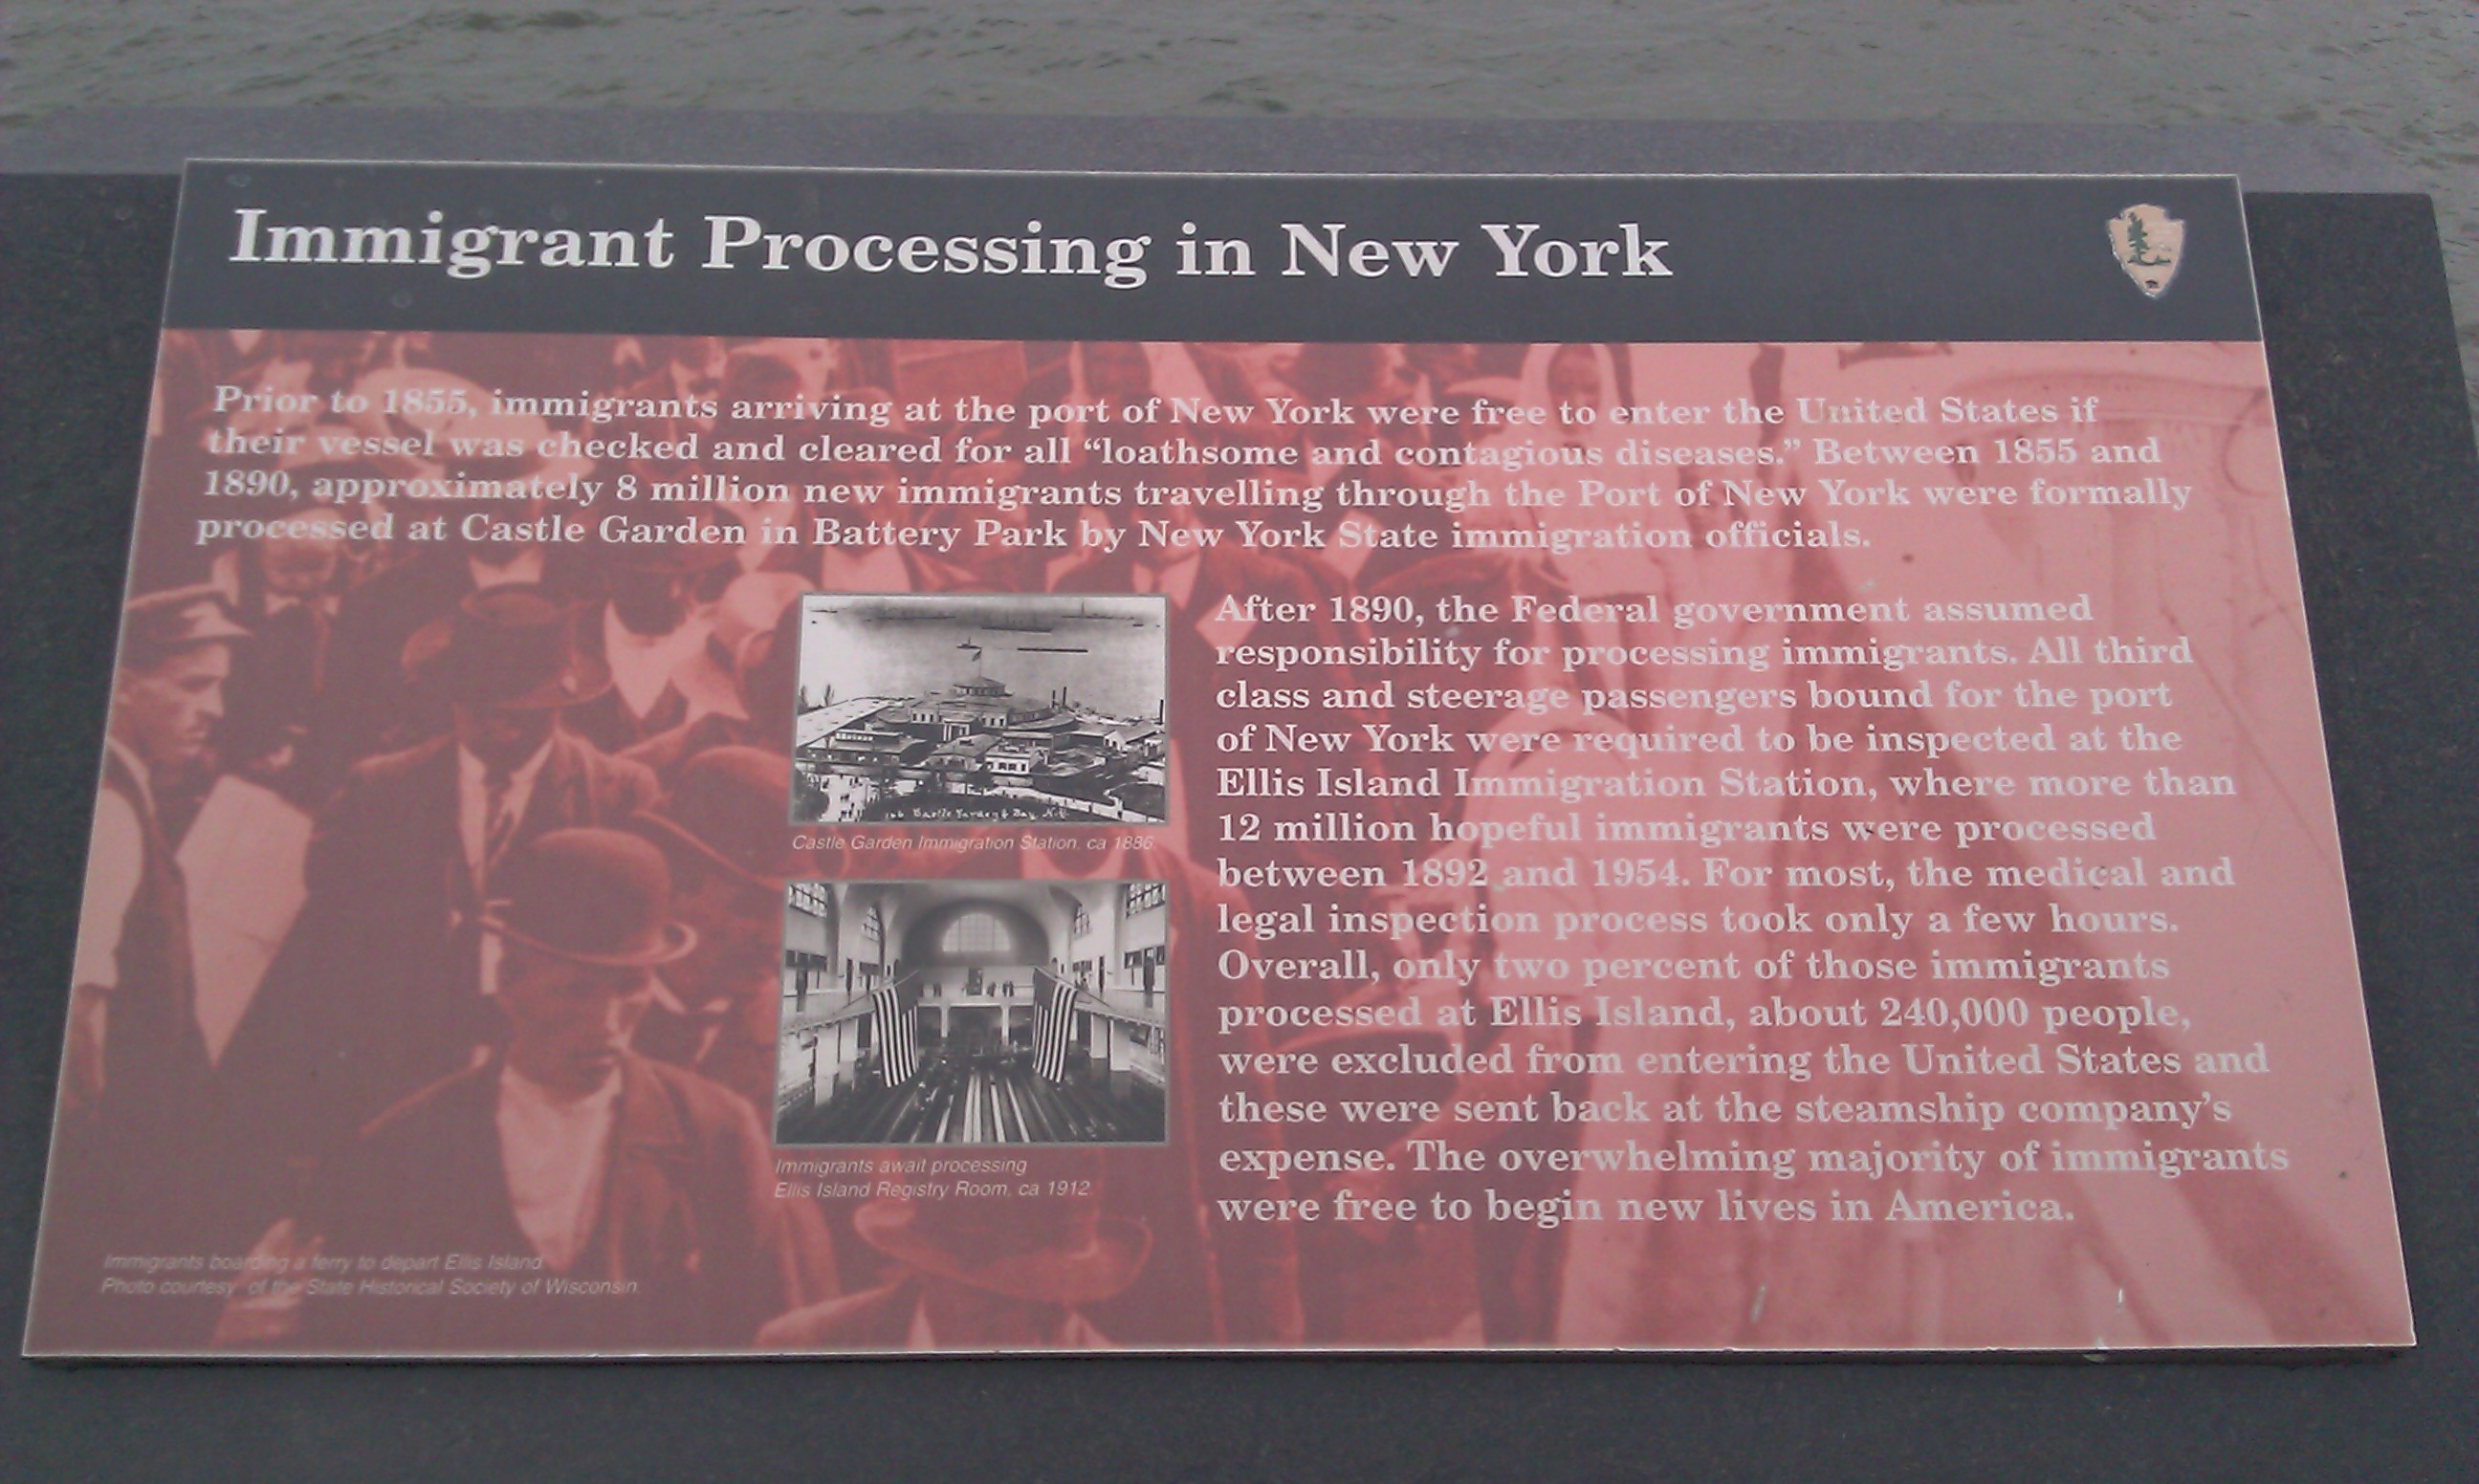 Immigrant Processing in New York
Prior to 1855, immigrants arriving at the port of New York were free to enter the United States if
their vessel was checked and cleared for all “loathsome and contagious diseases.” Between 1855 and
1890, approximately 8 million new immigrants travelling through the Port of New York were formally
processed at Castle Garden in Battery Park by New York State immigration officials.
Castle Garden Immigration Station, ca 1886.
Immigrants await processing
Ellis Island Registry Room, ca 1912.
After 1890, the Federal government assumed
responsibility for processing immigrants. All third
class and steerage passengers bound for the port
of New York were required to be inspected at the
Ellis Island Immigration Station, where more than
12 million hopeful immigrants were processed
between 1892 and 1954. For most, the medical and
legal inspection process took only a few hours.
Overall, only two percent of those immigrants
processed at Ellis Island, about 240,000 people,
were excluded from entering the United States and
these were sent back at the steamship company’s
expense. The overwhelming majority of immigrants
were free to begin new lives in America.
Immigrants boarding a ferry to depart Ellis Island
Photo courtesy of the State Historical Society of Wisconsin.